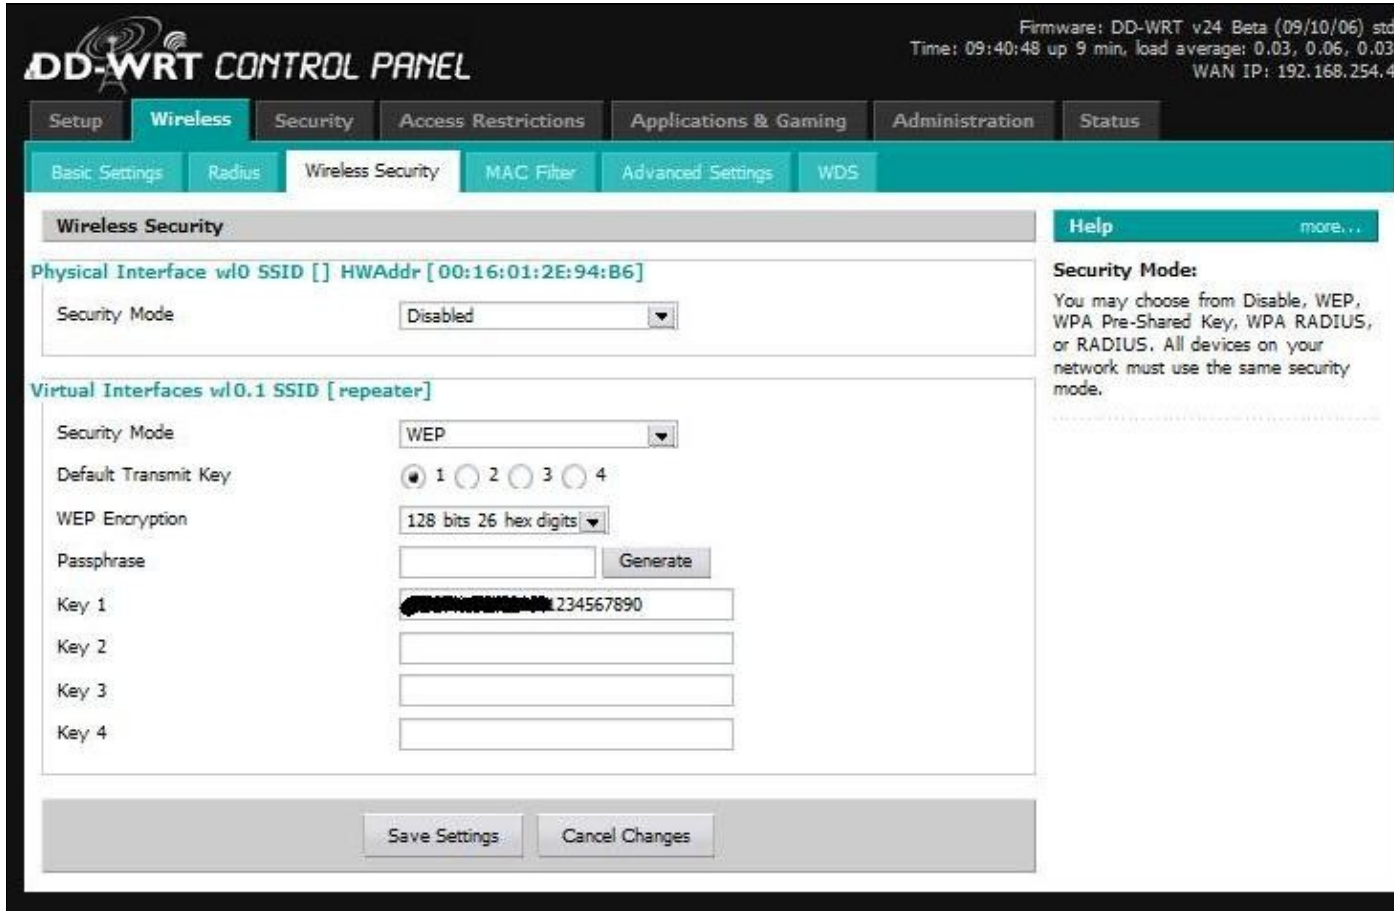 Firmware: DD-WRT v24 Beta (09/10/06) std
Time: 09:40:48 up 9 min, load average: 0.03, 0.06, 0.03
WAN IP: 192.168.254.4
DD-WRT CONTROL PANEL
Setup Wireless Security Access Restrictions Applications & Gaming Administration Status
Basic Settings Radius Wireless Security MAC Filter Advanced Settings WDS
Wireless Security
Physical Interface wl0 SSID [] HWAddr [00:16:01:2E:94:B6]
Security Mode Disabled
Virtual Interfaces wl0.1 SSID [repeater]
Security Mode WEP
Default Transmit Key 1 2 3 4
WEP Encryption 128 bits 26 hex digits
Passphrase Generate
Key 1 1234567890
Key 2
Key 3
Key 4
Save Settings Cancel Changes
Help more...
Security Mode:
You may choose from Disable, WEP,
WPA Pre-Shared Key, WPA RADIUS,
or RADIUS. All devices on your
network must use the same security
mode.